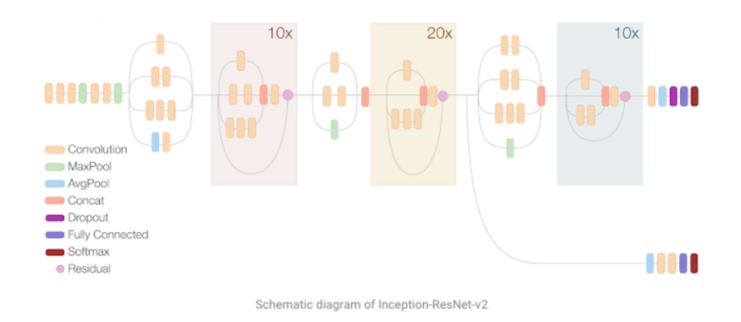 10x
20x
10x
Convolution
MaxPool
AvgPool
Concat
Dropout
Fully Connected
Softmax
Residual
Schematic diagram of Inception-ResNet-v2